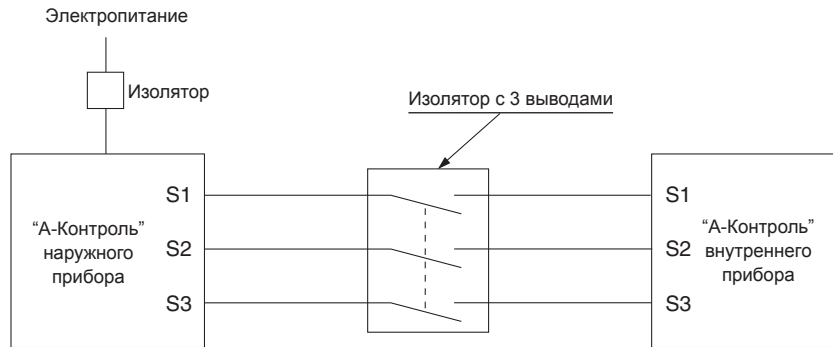 Электропитание
Изолятор
Изолятор с 3 выводами
“А-Контроль”
наружного
прибора
S1
S2
S3
S1
S2
S3
“А-Контроль”
внутреннего
прибора